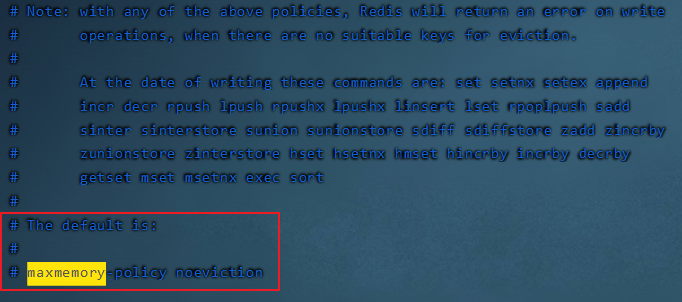 # Note: with any of the above policies, Redis will return an error on write
#       operations, when there are no suitable keys for eviction.
#
#       At the date of writing these commands are: set setnx setex append
#       incr decr rpush lpush rpushx lpushx linsert lset rpoplpush sadd
#       sinter sinterstore sunion sunionstore sdiff sdiffstore zadd zincrby
#       zunionstore zinterstore hset hsetnx hmset hincrby incrby decrby
#       getset mset msetnx exec sort
#
# The default is:
#
# maxmemory-policy noeviction